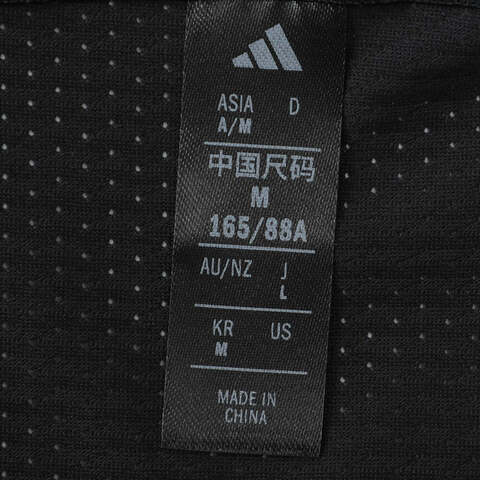 ASIA D
A/M
中国尺码
M
165/88A
AU/NZ J
L
KR US
M
MADE IN
CHINA